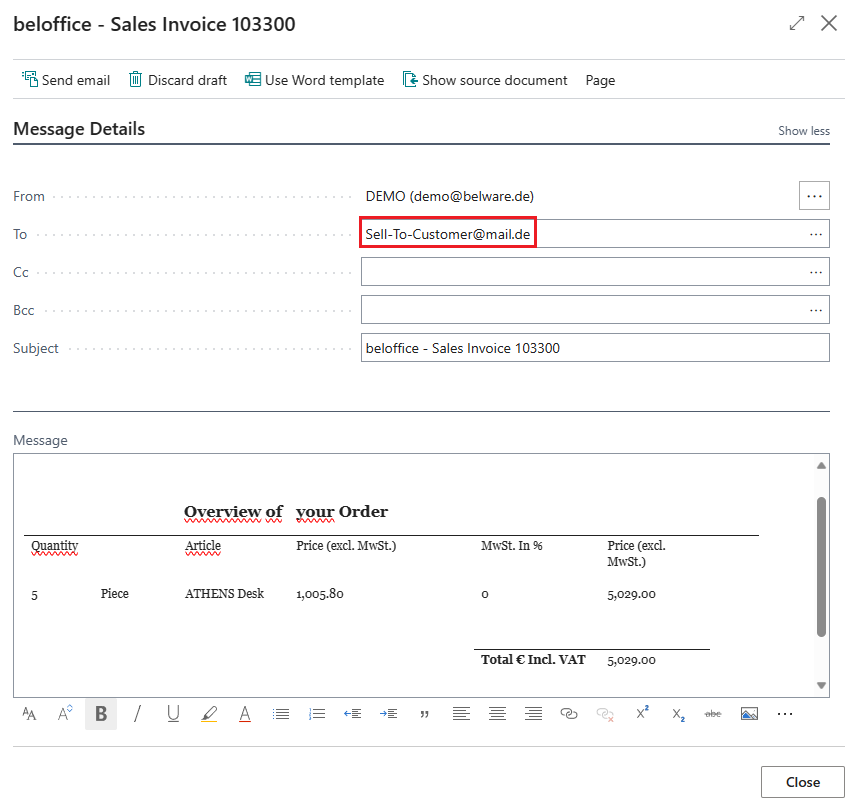 beloffice - Sales Invoice 103300
Send email Discard draft Use Word template Show source document Page
Message Details Show less
From DEMO (demo@belware.de)
To Sell-To-Customer@mail.de
Cc
Bcc
Subject beloffice - Sales Invoice 103300
Message
Overview of your Order
Quantity Article Price (excl. MwSt.) MwSt. In % Price (excl.
MwSt.)
5 Piece ATHENS Desk 1,005.80 0 5,029.00
Total € Incl. VAT 5,029.00
Close